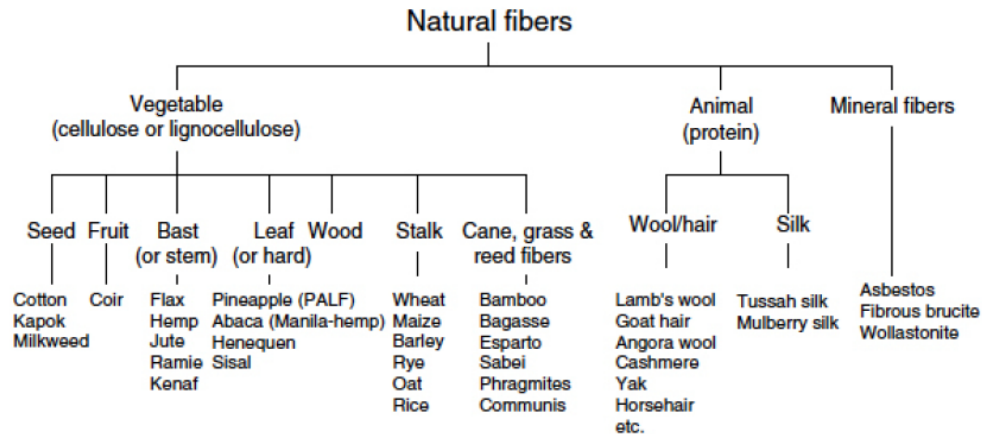 Natural fibers
Vegetable
(cellulose or lignocellulose)
Animal
(protein)
Mineral fibers
Seed
Fruit
Bast
(or stem)
Leaf
(or hard)
Wood
Stalk
Cane, grass &
reed fibers
Wool/hair
Silk
Cotton
Kapok
Milkweed
Coir
Flax
Hemp
Jute
Ramie
Kenaf
Pineapple (PALF)
Abaca (Manila-hemp)
Henequen
Sisal
Wheat
Maize
Barley
Rye
Oat
Rice
Bamboo
Bagasse
Esparto
Sabei
Phragmites
Communis
Lamb's wool
Goat hair
Angora wool
Cashmere
Yak
Horsehair
etc.
Tussah silk
Mulberry silk
Asbestos
Fibrous brucite
Wollastonite